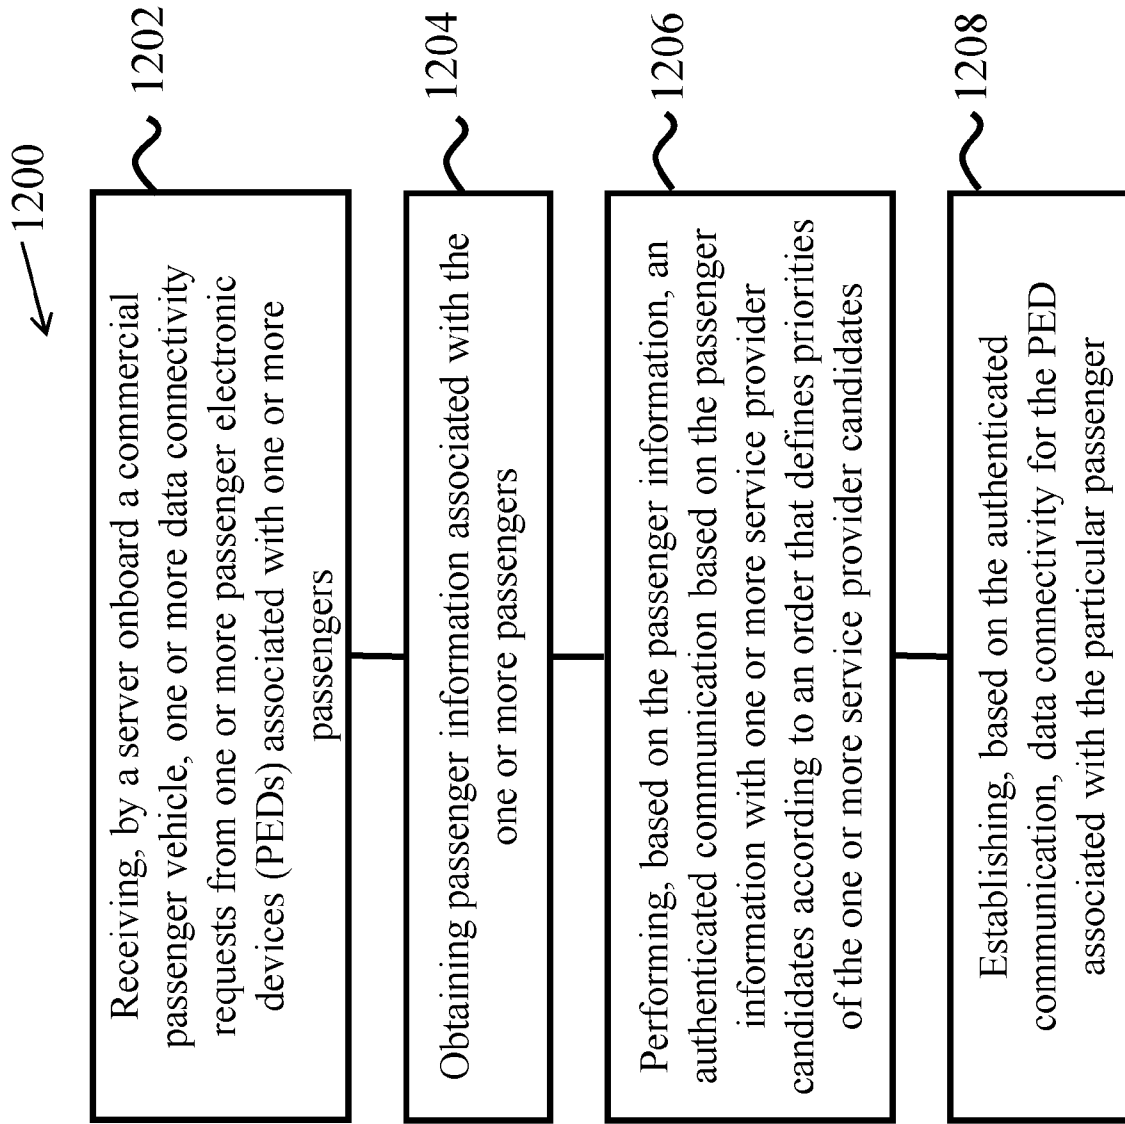 1200
Receiving, by a server onboard a commercial
passenger vehicle, one or more data connectivity
requests from one or more passenger electronic
devices (PEDs) associated with one or more
passengers
1202
Obtaining passenger information associated with the
one or more passengers
1204
Performing, based on the passenger information, an
authenticated communication based on the passenger
information with one or more service provider
candidates according to an order that defines priorities
of the one or more service provider candidates
1206
Establishing, based on the authenticated
communication, data connectivity for the PED
associated with the particular passenger
1208